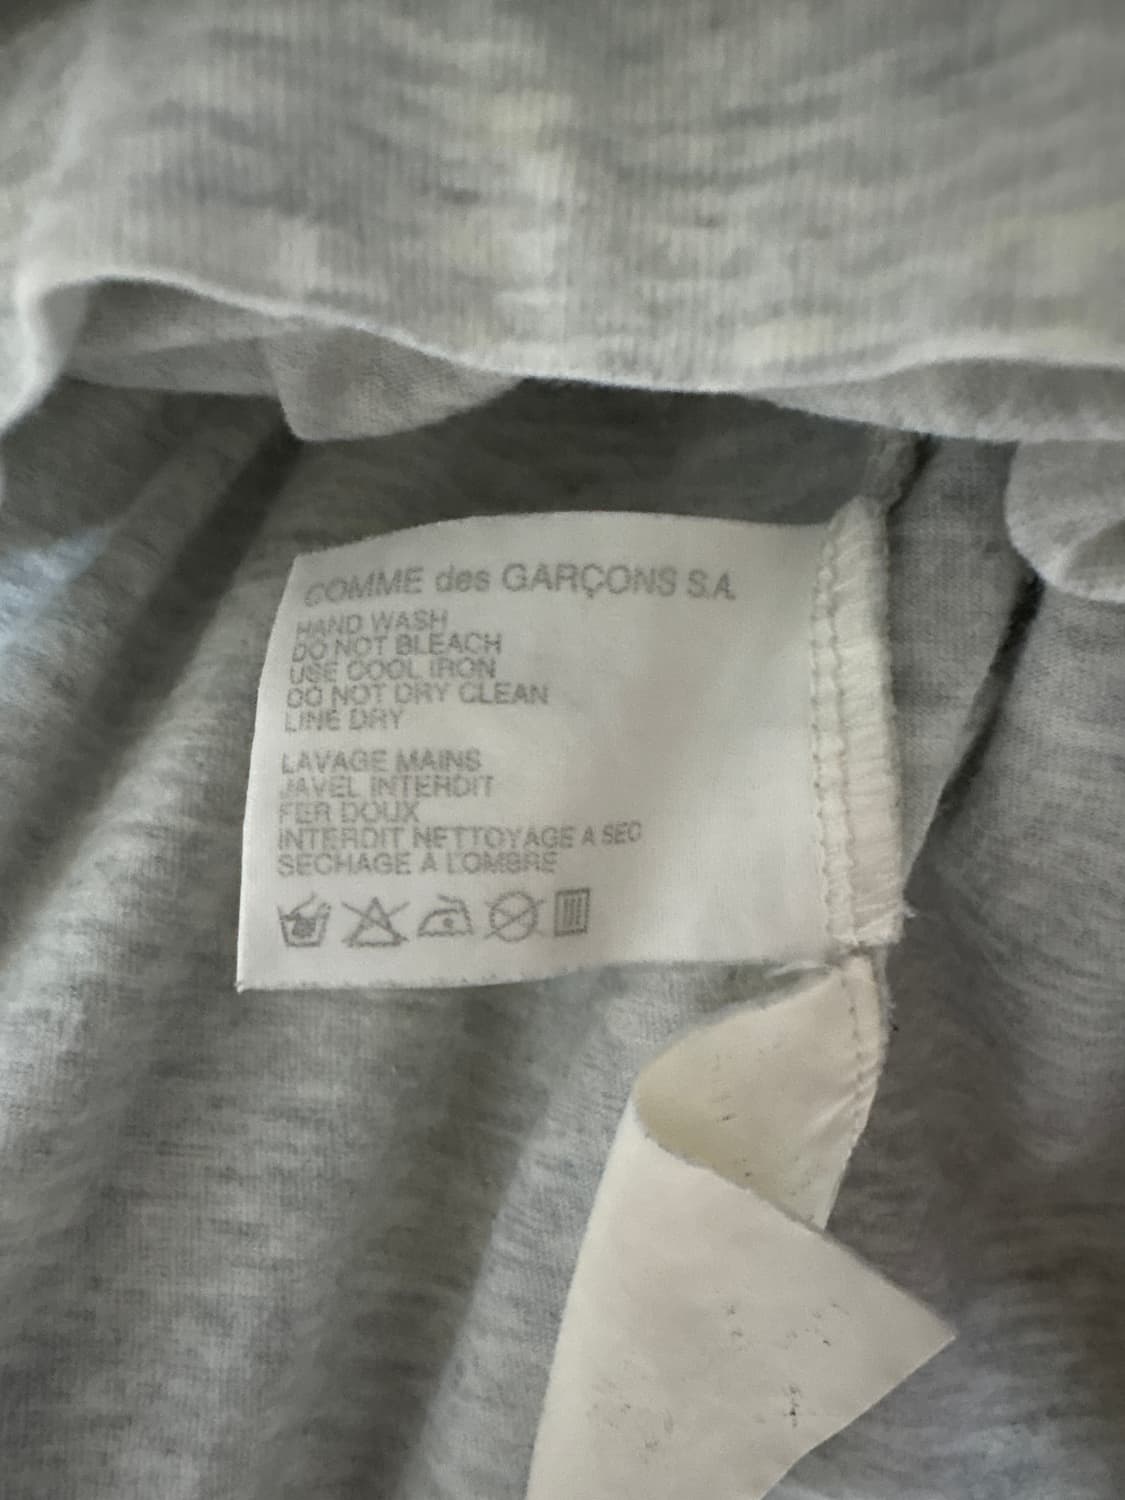 COMME des GARÇONS S.A.
HAND WASH
DO NOT BLEACH
USE COOL IRON
DO NOT DRY CLEAN
LINE DRY
LAVAGE MAINS
JAVEL INTERDIT
FER DOUX
INTERDIT NETTOYAGE A SEC
SECHAGE A L'OMBRE